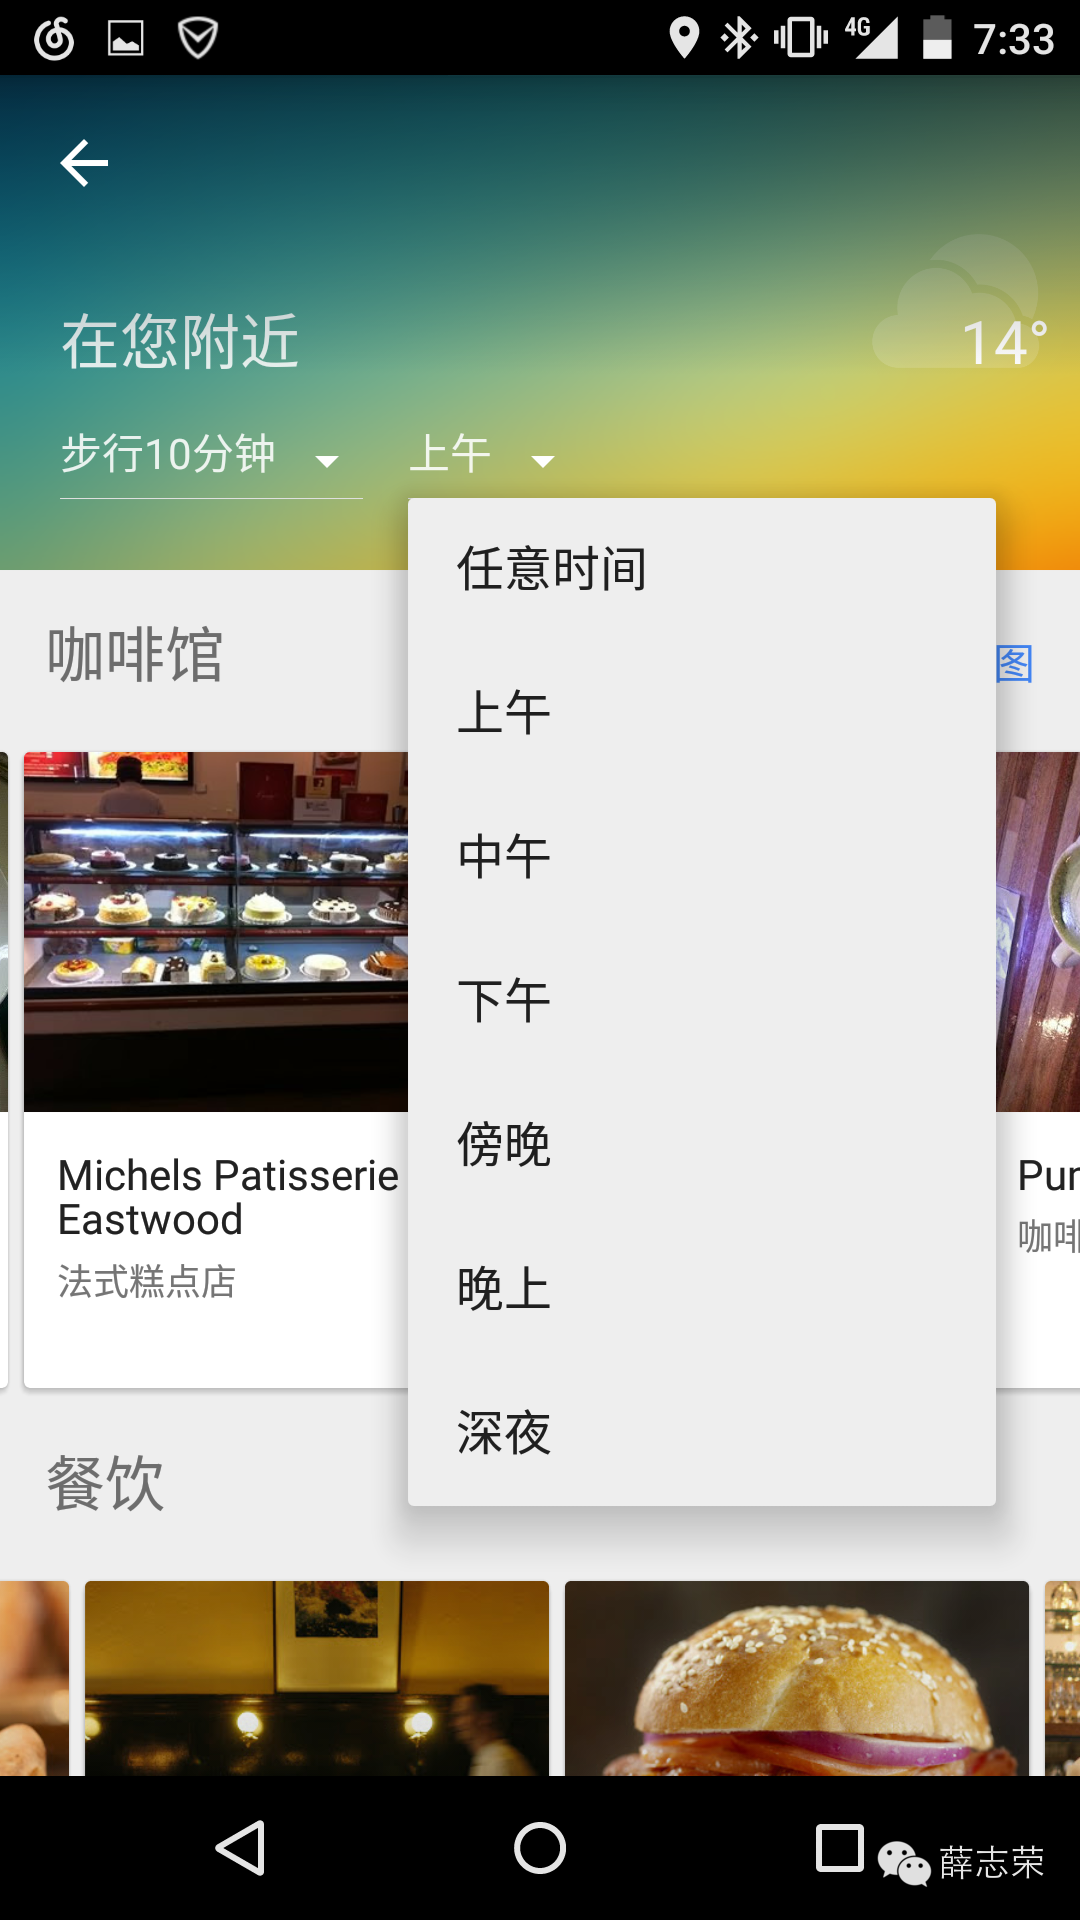 4G 7:33
在您附近
14°
步行10分钟
上午
任意时间
上午
中午
下午
傍晚
晚上
深夜
咖啡馆
图
Michels Patisserie
Eastwood
法式糕点店
Pur
咖啡
餐饮
薛志荣